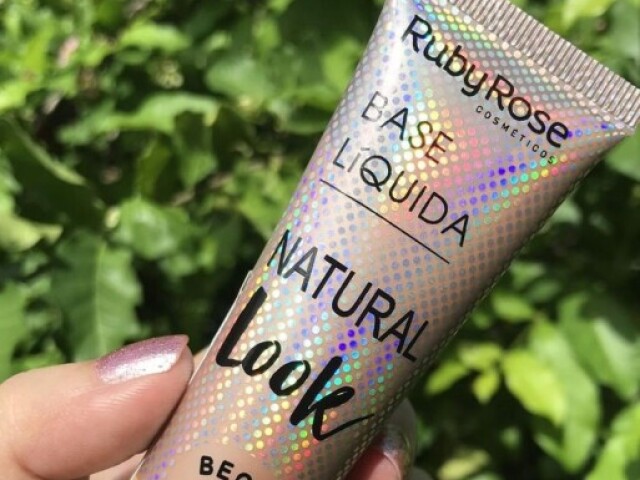 RubyRose
COSMÉTICOS
BASE
LíQUIDA
NATURAL
Look